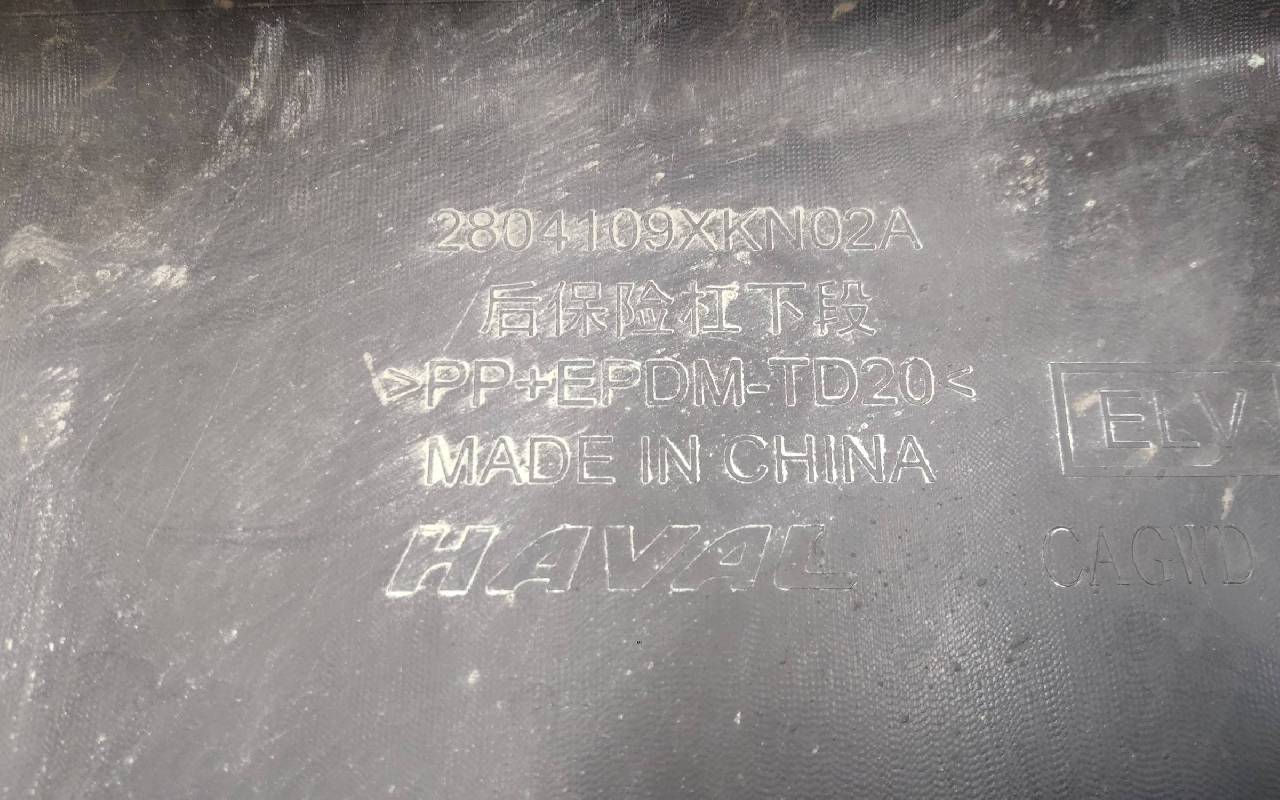 2804109XKN02A
后保险杠下段
>PP+EPDM-TD20<
MADE IN CHINA
HAVAL
ELV
CAGWD